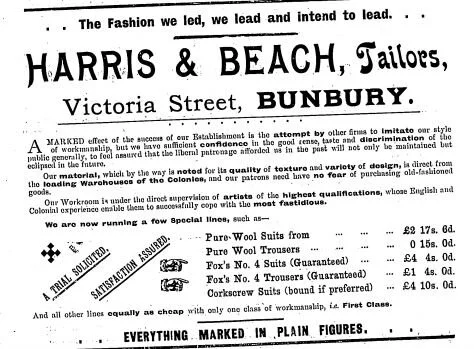 . . The Fashion we led, we lead and intend to lead. . .
HARRIS & BEACH, Tailors,
Victoria Street, BUNBURY.
A MARKED effect of the success of our Establishment is the attempt by other firms to imitate our style
of workmanship, but we have sufficient confidence in the good sense, taste and discrimination of the
public generally, to feel assured that the liberal patronage afforded us in the past will not only be maintained but
eclipsed in the future.
Our material, which by the way is noted for its quality of texture and variety of design, is direct from
the loading Warehouses of the Colonies, and our patrons need have no fear of purchasing old-fashioned
goods.
Our Workroom is under the direct supervision of artists of the highest qualifications, whose English and
Colonial experience enable them to successfully cope with the most fastidious.
We are now running a few Special lines, such as—
A TRIAL SOLICITED,
SATISFACTION ASSURED.
Pure Wool Suits from ... ... ... £2 17s. 6d.
Pure Wool Trousers ... ... ... ... 0 15s. 0d.
Fox's No. 4 Suits (Guaranteed) ... ... £4 4s. 0d.
Fox's No. 4 Trousers (Guaranteed) ... £1 4s. 0d.
Corkscrew Suits (bound if preferred) ... £4 10s. 0d.
And all other lines equally as cheap with only one class of workmanship, i.e. First Class.
. . . EVERYTHING MARKED IN PLAIN FIGURES. . . .